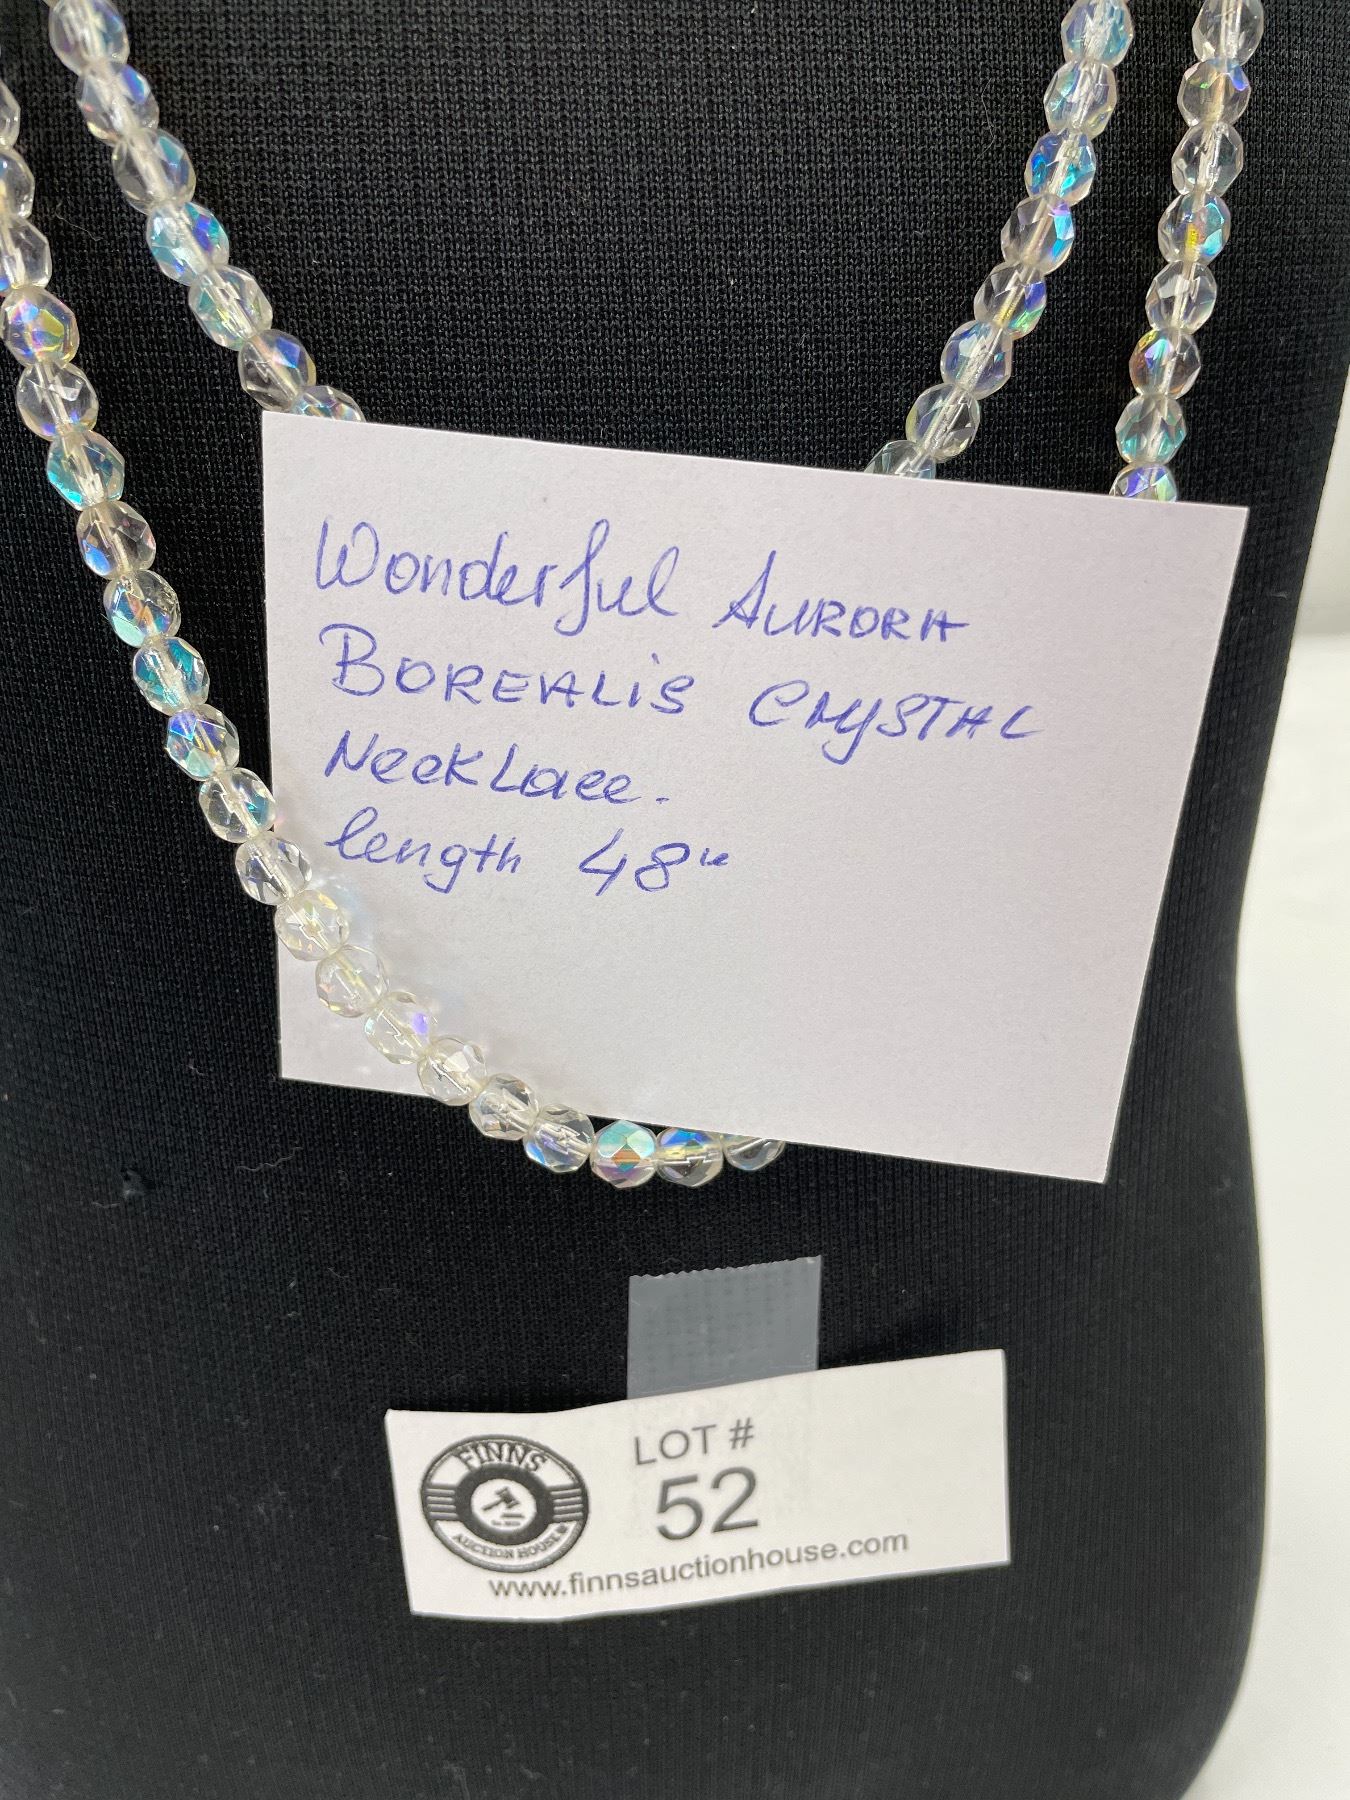 Wonderful AURORA
BOREALIS CRYSTAL
NeckLace.
length 48"
FINNS
AUCTION HOUSE
LOT #
52
www.finnsauctionhouse.com